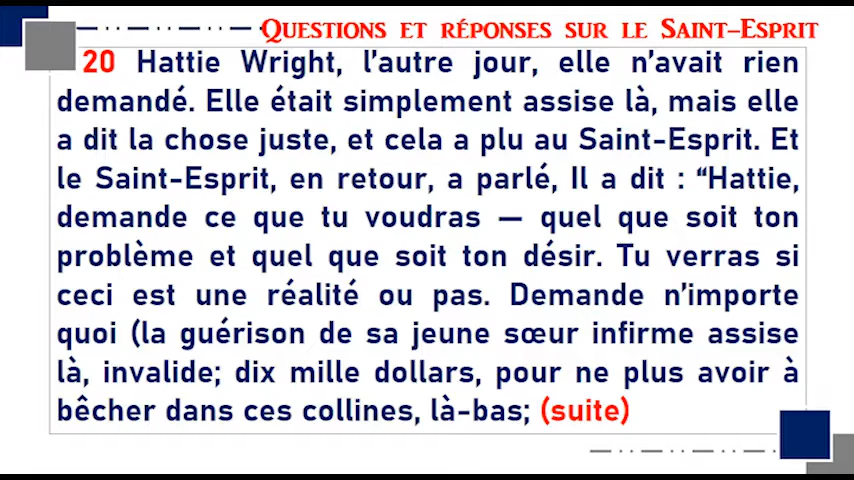 Questions et réponses sur le Saint–Esprit
20 Hattie Wright, l’autre jour, elle n’avait rien
demandé. Elle était simplement assise là, mais elle
a dit la chose juste, et cela a plu au Saint-Esprit. Et
le Saint-Esprit, en retour, a parlé, Il a dit : “Hattie,
demande ce que tu voudras — quel que soit ton
problème et quel que soit ton désir. Tu verras si
ceci est une réalité ou pas. Demande n’importe
quoi (la guérison de sa jeune sœur infirme assise
là, invalide; dix mille dollars, pour ne plus avoir à
bêcher dans ces collines, là-bas; (suite)